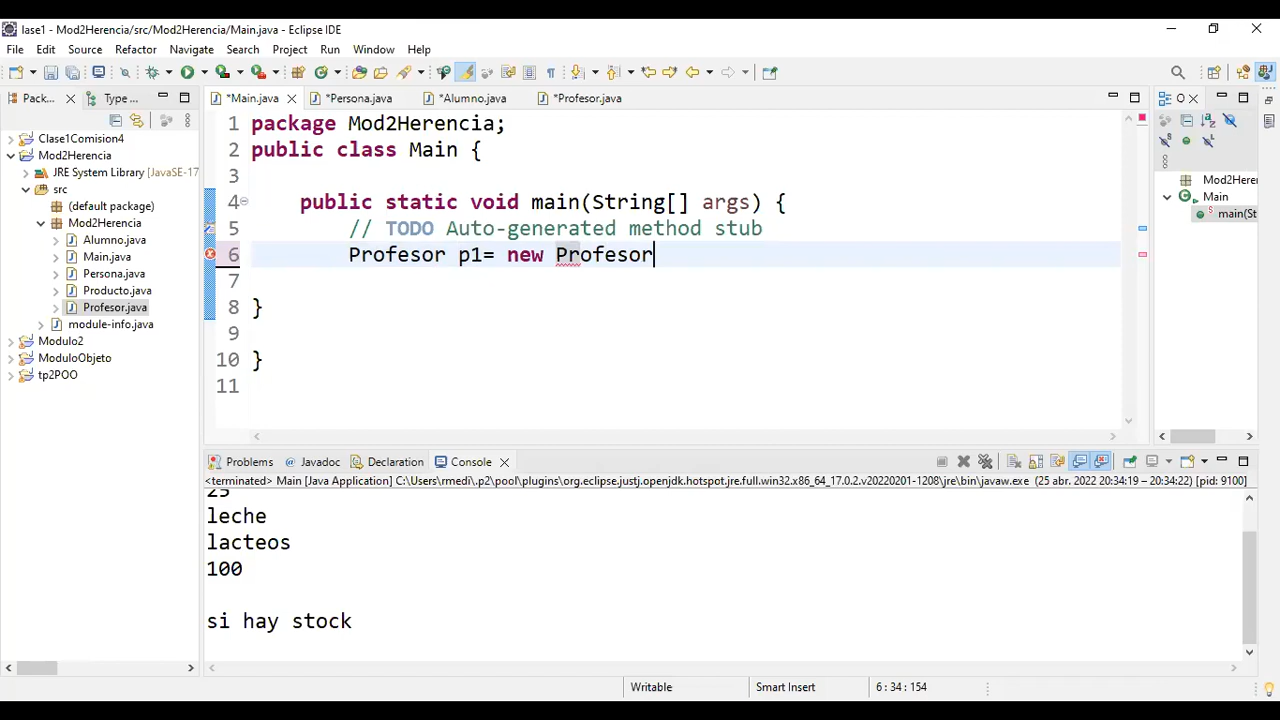 lase1 - Mod2Herencia/src/Mod2Herencia/Main.java - Eclipse IDE
File Edit Source Refactor Navigate Search Project Run Window Help
Pack... Type ... *Main.java *Persona.java *Alumno.java *Profesor.java O
Clase1Comision4
Mod2Herencia
JRE System Library [JavaSE-17
src
(default package)
Mod2Herencia
Alumno.java
Main.java
Persona.java
Producto.java
Profesor.java
module-info.java
Modulo2
ModuloObjeto
tp2POO
1 package Mod2Herencia;
2 public class Main {
3
4 public static void main(String[] args) {
5 // TODO Auto-generated method stub
6 Profesor p1= new Profesor
7
8 }
9
10 }
11
Mod2Herer
Main
main(St
Problems @ Javadoc Declaration Console
<terminated> Main [Java Application] C:\Users\rmedi\.p2\pool\plugins\org.eclipse.justj.openjdk.hotspot.jre.full.win32.x86_64_17.0.2.v20220201-1208\jre\bin\javaw.exe (25 abr. 2022 20:34:19 – 20:34:22) [pid: 9100]
25
leche
lacteos
100
si hay stock
Writable Smart Insert 6 : 34 : 154